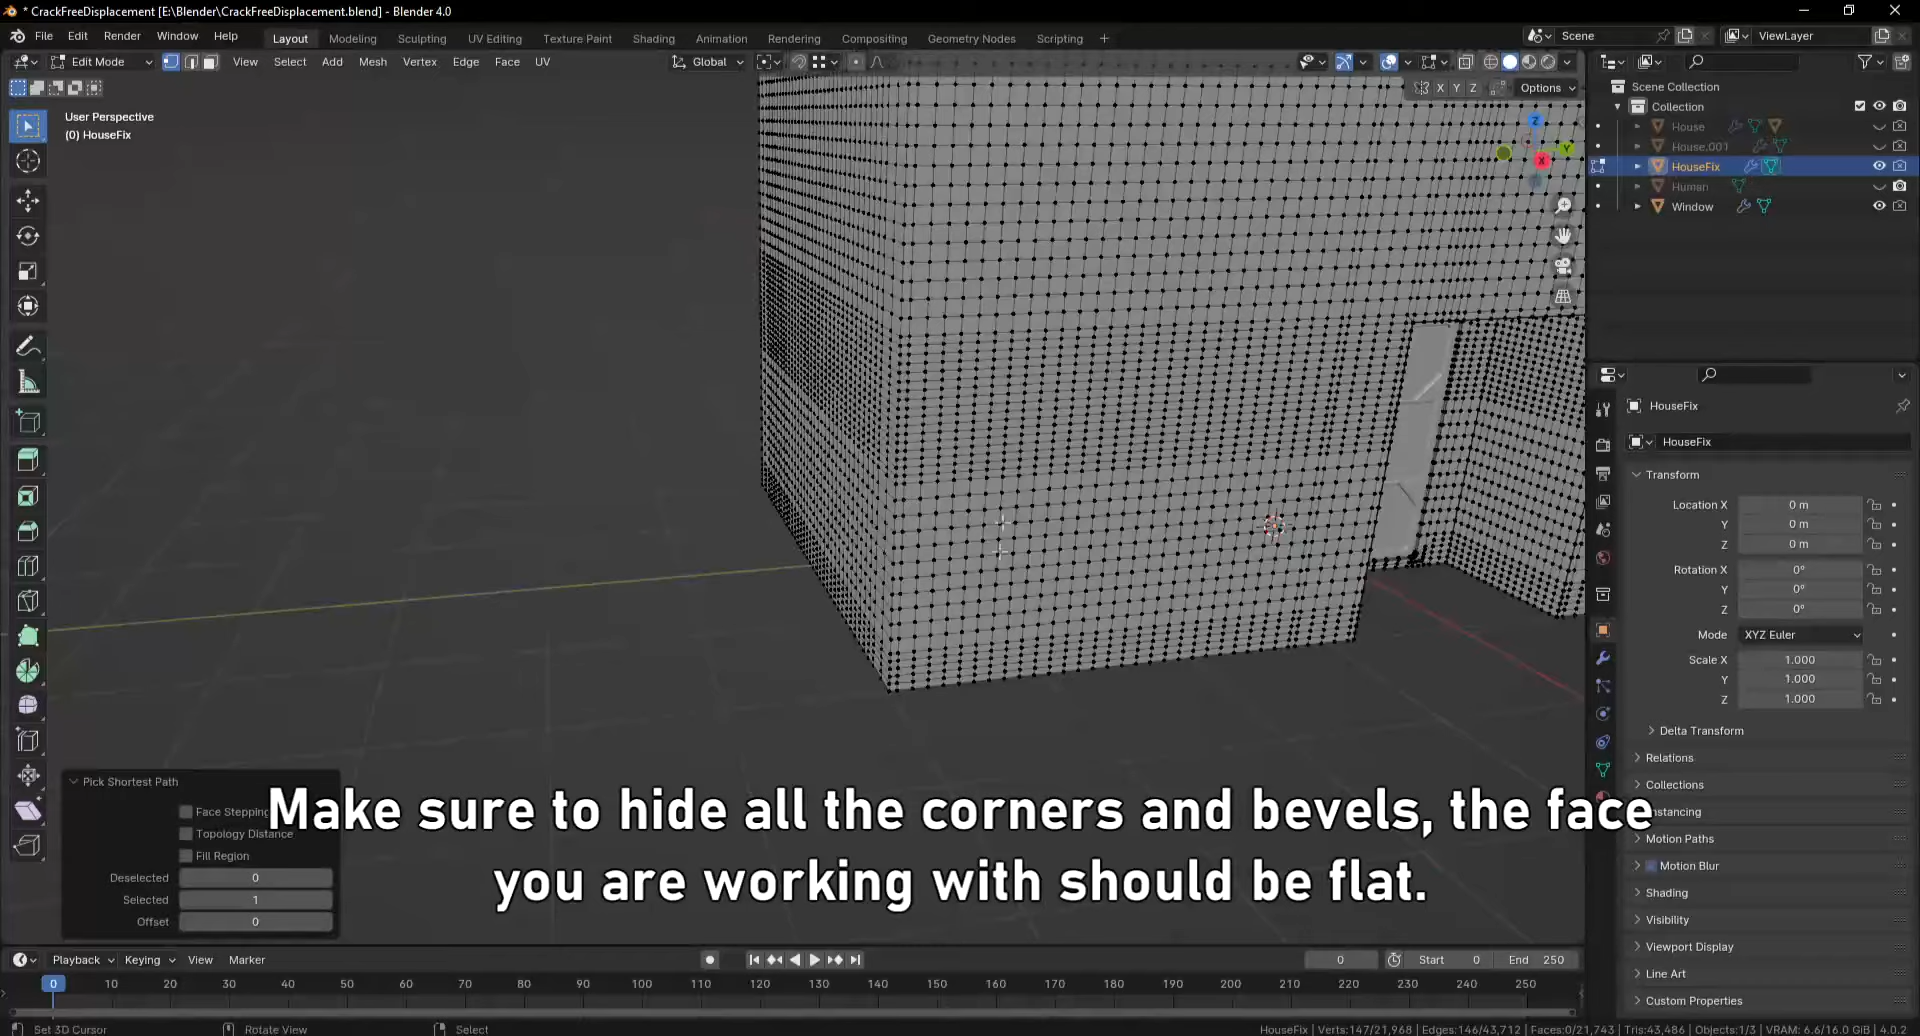 * CrackFreeDisplacement [E:\Blender\CrackFreeDisplacement.blend] - Blender 4.0
File Edit Render Window Help
Layout Modeling Sculpting UV Editing Texture Paint Shading Animation Rendering Compositing Geometry Nodes Scripting +
Scene
ViewLayer
Edit Mode View Select Add Mesh Vertex Edge Face UV
Global
X Y Z Options
User Perspective
(0) HouseFix
Z
Y
X
Scene Collection
Collection
House
House.001
HouseFix
Human
Window
HouseFix
HouseFix
Transform
Location X 0 m
Y 0 m
Z 0 m
Rotation X 0°
Y 0°
Z 0°
Mode XYZ Euler
Scale X 1.000
Y 1.000
Z 1.000
Delta Transform
Relations
Collections
nstancing
Motion Paths
Motion Blur
Shading
Visibility
Viewport Display
Line Art
Custom Properties
Pick Shortest Path
Face Stepping
Topology Distance
Fill Region
Deselected 0
Selected 1
Offset 0
Make sure to hide all the corners and bevels, the face
you are working with should be flat.
Playback Keying View Marker
0 Start 0 End 250
0 10 20 30 40 50 60 70 80 90 100 110 120 130 140 150 160 170 180 190 200 210 220 230 240 250
Set 3D Cursor Rotate View Select
HouseFix | Verts:147/21,968 | Edges:146/43,712 | Faces:0/21,743 | Tris:43,486 | Objects:1/3 | VRAM: 6.6/16.0 GiB | 4.0.2